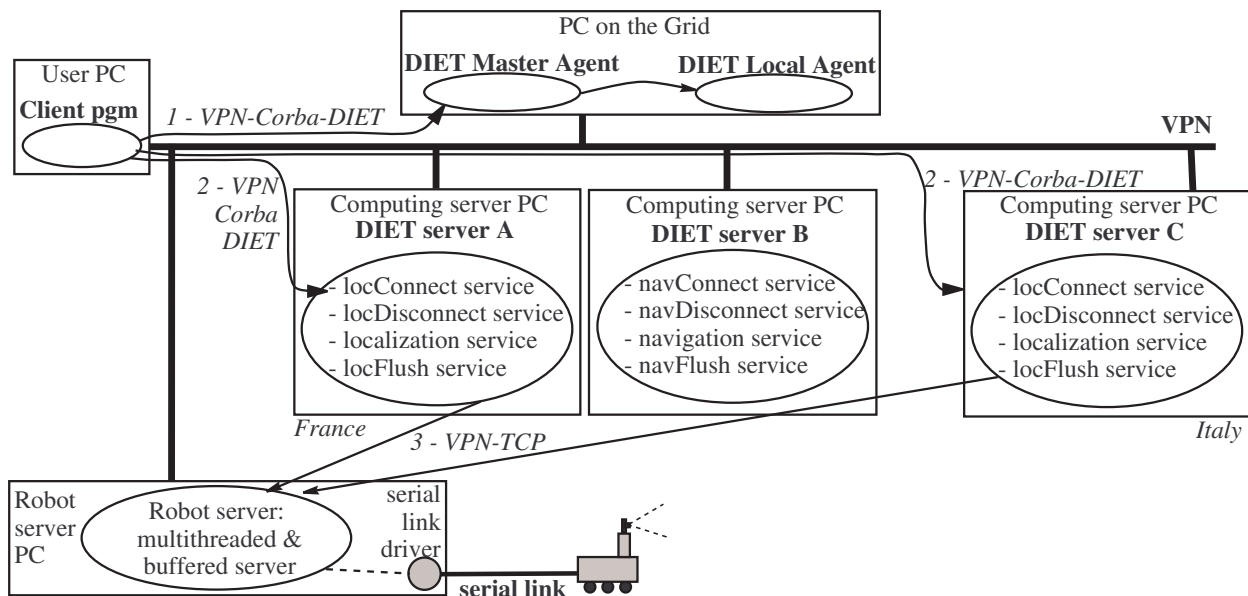 PC on the Grid
DIET Master Agent
DIET Local Agent
User PC
Client pgm
1 - VPN-Corba-DIET
VPN
2 - VPN
Corba
DIET
2 - VPN-Corba-DIET
Computing server PC
DIET server A
- locConnect service
- locDisconnect service
- localization service
- locFlush service
France
Computing server PC
DIET server B
- navConnect service
- navDisconnect service
- navigation service
- navFlush service
Computing server PC
DIET server C
- locConnect service
- locDisconnect service
- localization service
- locFlush service
Italy
3 - VPN-TCP
Robot
server
PC
Robot server:
multithreaded &
buffered server
serial
link
driver
serial link